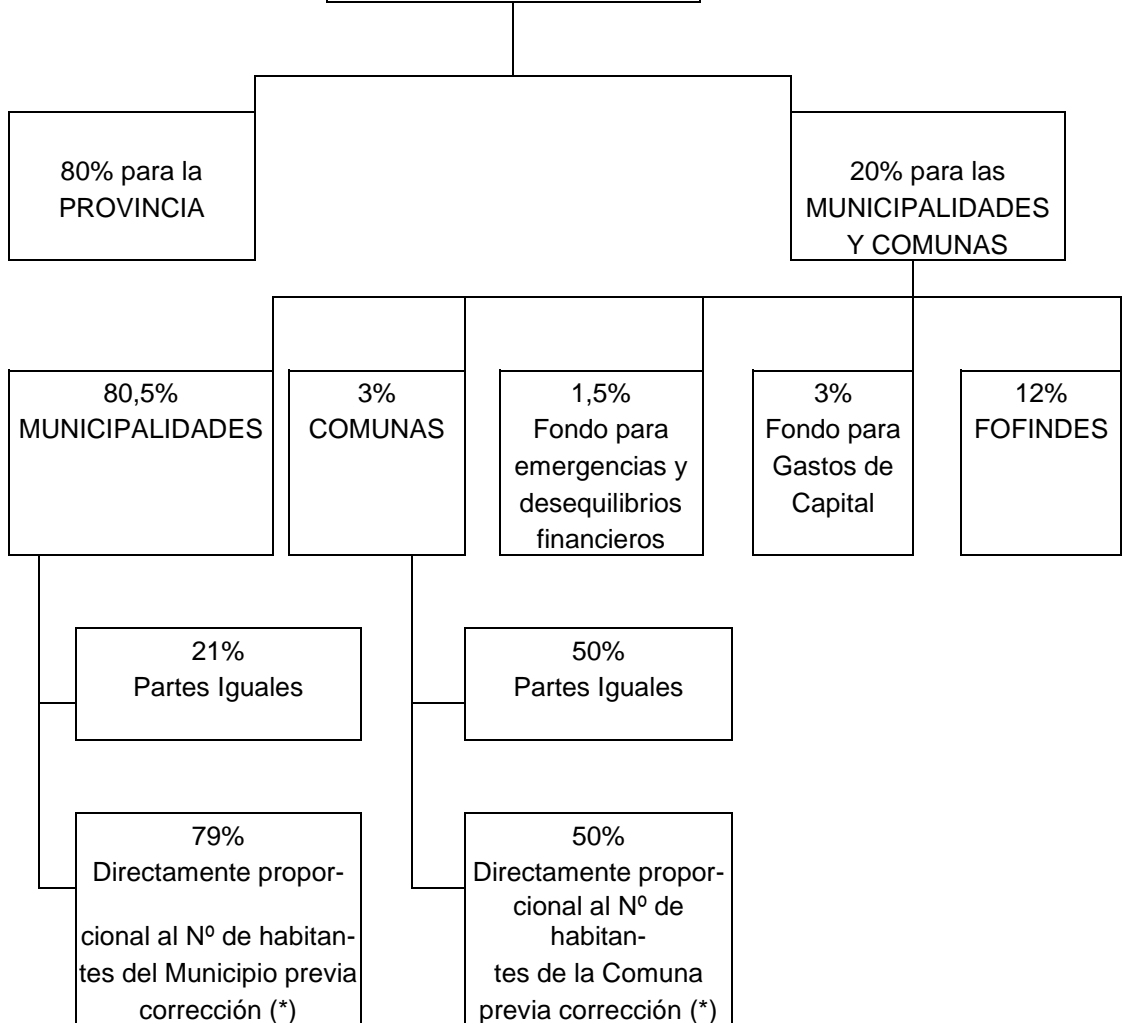 80% para la
PROVINCIA
20% para las
MUNICIPALIDADES
Y COMUNAS
80,5%
MUNICIPALIDADES
3%
COMUNAS
1,5%
Fondo para
emergencias y
desequilibrios
financieros
3%
Fondo para
Gastos de
Capital
12%
FOFINDES
21%
Partes Iguales
50%
Partes Iguales
79%
Directamente propor-
cional al Nº de habitan-
tes del Municipio previa
corrección (*)
50%
Directamente propor-
cional al Nº de
habitan-
tes de la Comuna
previa corrección (*)